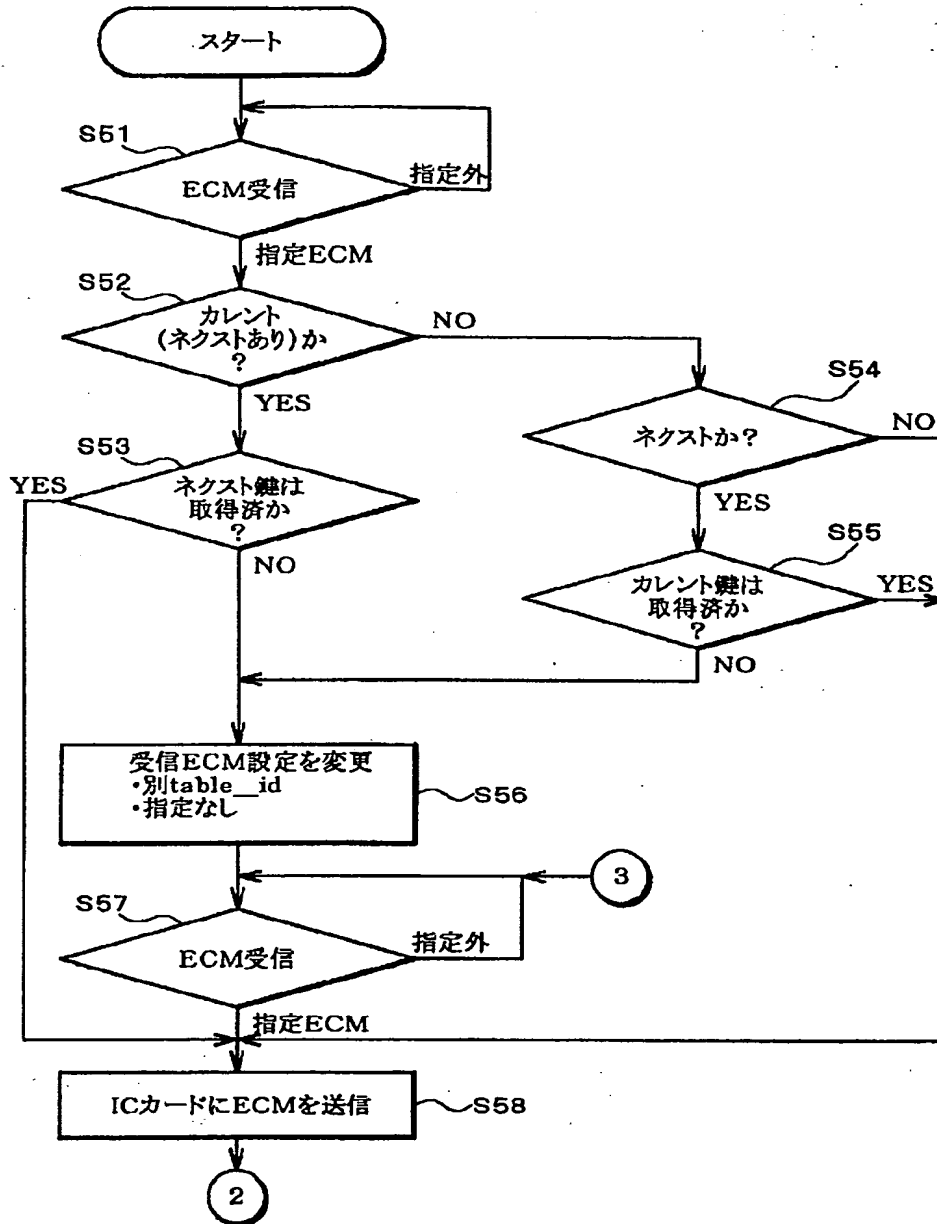 スタート
S51
ECM受信
指定外
指定ECM
S52
カレント
(ネクストあり)か
?
NO
YES
S54
ネクストか?
NO
YES
S53
YES
ネクスト鍵は
取得済か
?
NO
S55
カレント鍵は
取得済か
?
YES
NO
受信ECM設定を変更
・別table__id
・指定なし
S56
3
S57
ECM受信
指定外
指定ECM
ICカードにECMを送信
S58
2